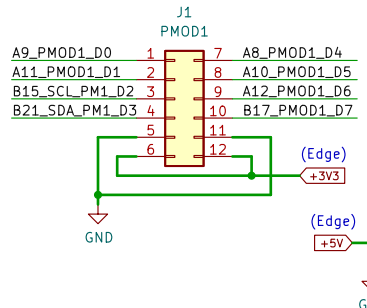 J1
PMOD1
A9_PMOD1_D0 1 7 A8_PMOD1_D4
A11_PMOD1_D1 2 8 A10_PMOD1_D5
B15_SCL_PM1_D2 3 9 A12_PMOD1_D6
B21_SDA_PM1_D3 4 10 B17_PMOD1_D7
5 11
6 12
(Edge)
+3V3
GND
(Edge)
+5V